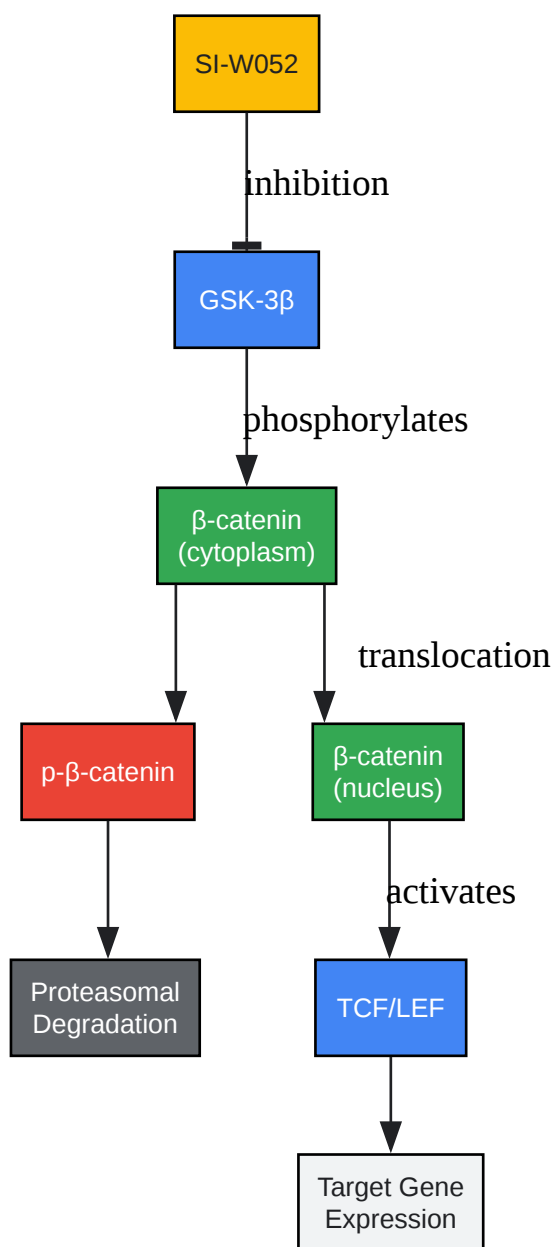 SI-W052
inhibition
GSK-3β
phosphorylates
β-catenin
(cytoplasm)
translocation
p-β-catenin
β-catenin
(nucleus)
activates
Proteasomal
Degradation
TCF/LEF
Target Gene
Expression